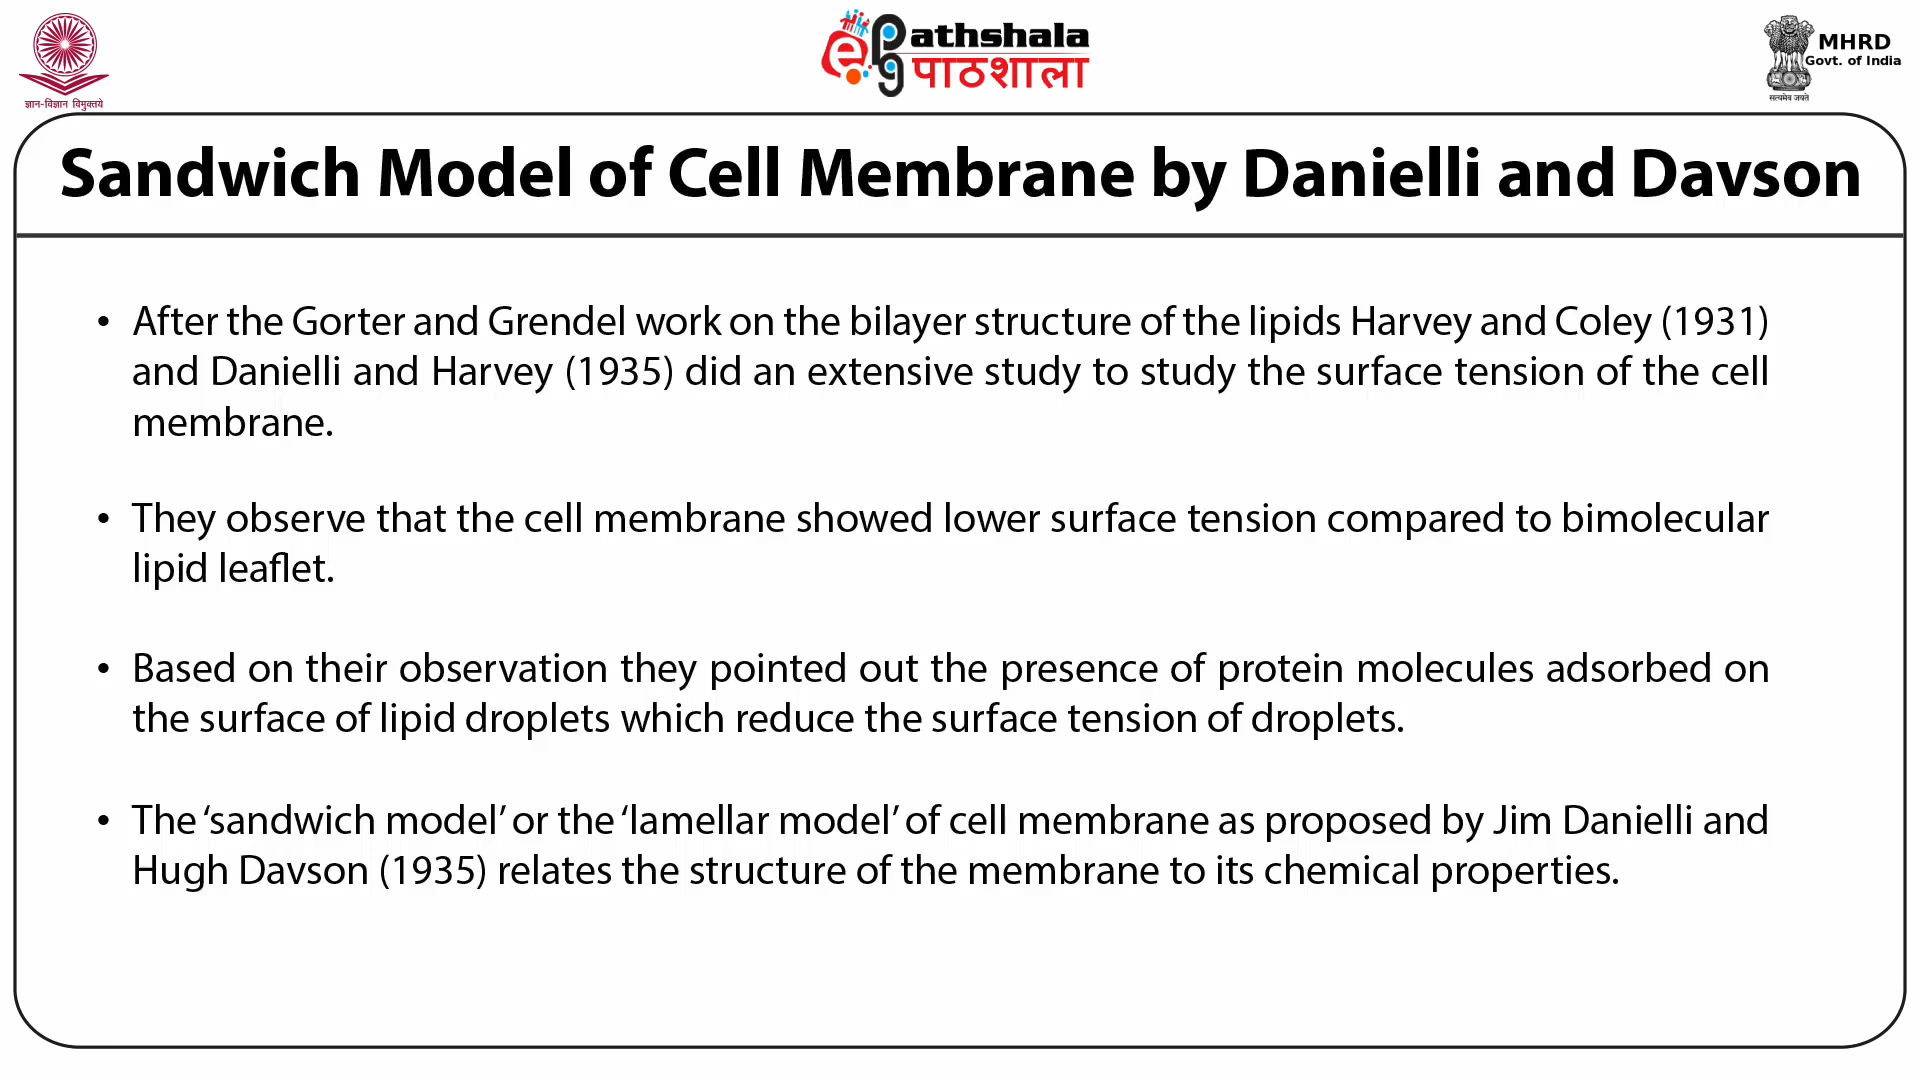 ज्ञान-विज्ञान विमुक्तये
e PG Pathshala
पाठशाला
MHRD
Govt. of India
सत्यमेव जयते
Sandwich Model of Cell Membrane by Danielli and Davson
• After the Gorter and Grendel work on the bilayer structure of the lipids Harvey and Coley (1931)
and Danielli and Harvey (1935) did an extensive study to study the surface tension of the cell
membrane.
• They observe that the cell membrane showed lower surface tension compared to bimolecular
lipid leaflet.
• Based on their observation they pointed out the presence of protein molecules adsorbed on
the surface of lipid droplets which reduce the surface tension of droplets.
• The ‘sandwich model’ or the ‘lamellar model’ of cell membrane as proposed by Jim Danielli and
Hugh Davson (1935) relates the structure of the membrane to its chemical properties.